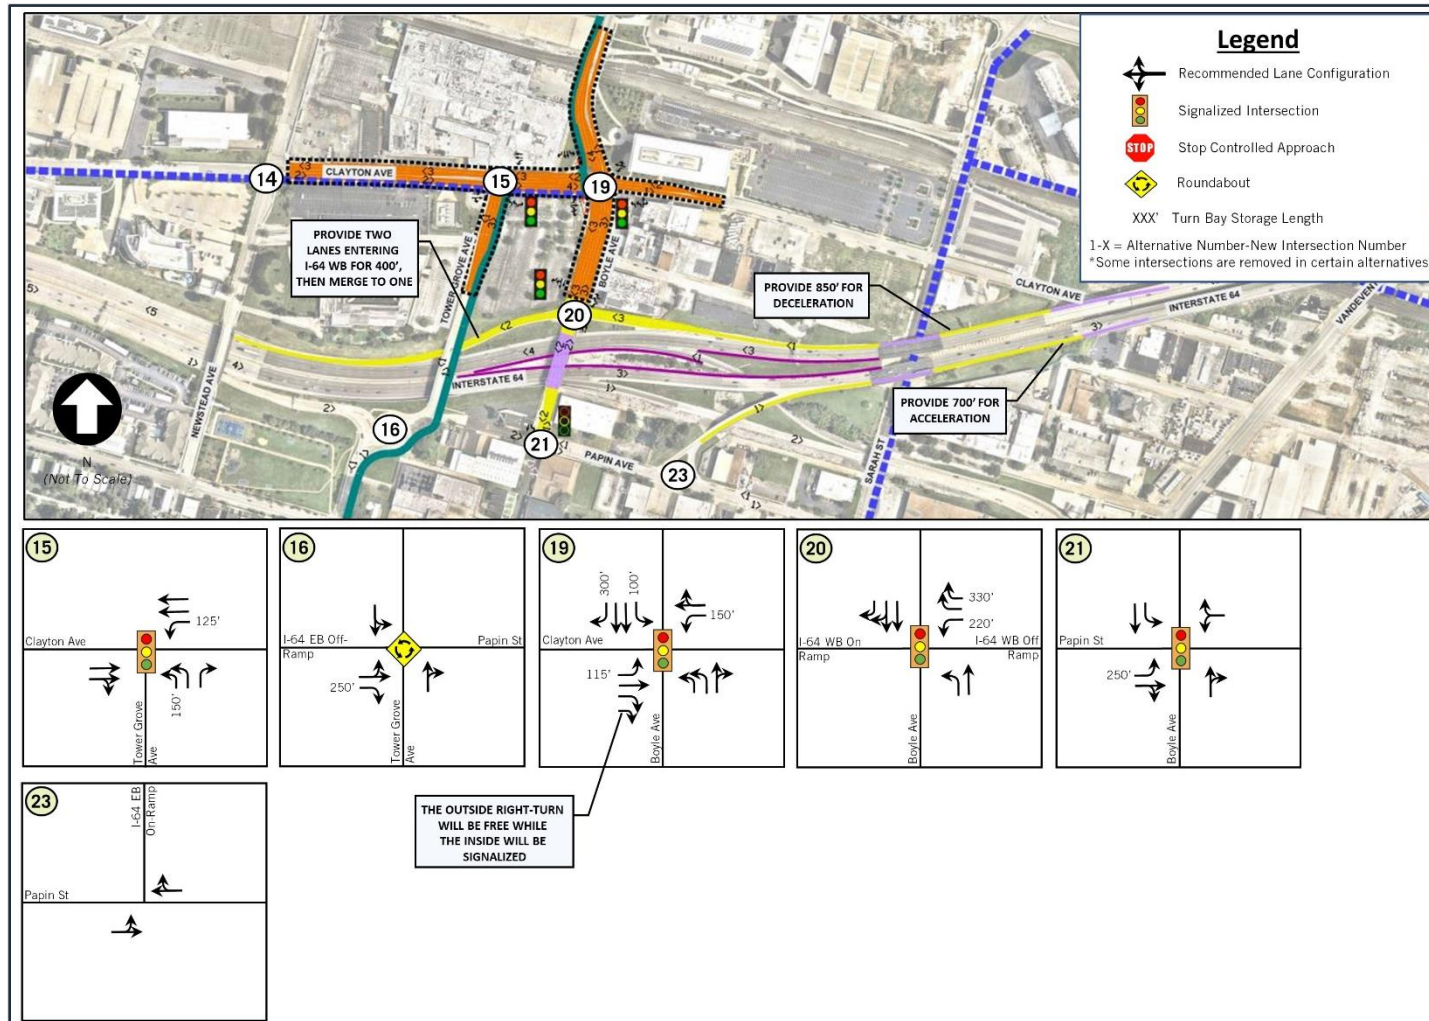 Legend
Recommended Lane Configuration
Signalized Intersection
STOP
Stop Controlled Approach
Roundabout
XXX'
Turn Bay Storage Length
1-X = Alternative Number-New Intersection Number
*Some intersections are removed in certain alternatives
14
CLAYTON AVE
15
19
PROVIDE TWO
LANES ENTERING
I-64 WB FOR 400',
THEN MERGE TO ONE
TOWER GROVE AVE
BOYLE AVE
20
PROVIDE 850' FOR
DECELERATION
CLAYTON AVE
INTERSTATE 64
INTERSTATE 64
NEWSTEAD AVE
PROVIDE 700' FOR
ACCELERATION
SARAH ST
16
21
PAPIN AVE
23
N
(Not To Scale)
15
125'
Clayton Ave
150'
Tower Grove
Ave
16
I-64 EB Off-
Ramp
Papin St
250'
Tower Grove
Ave
19
300'
100'
150'
Clayton Ave
115'
Boyle Ave
20
330'
220'
I-64 WB On
Ramp
I-64 WB Off
Ramp
Boyle Ave
21
Papin St
250'
Boyle Ave
23
I-64 EB
On-Ramp
Papin St
THE OUTSIDE RIGHT-TURN
WILL BE FREE WHILE
THE INSIDE WILL BE
SIGNALIZED